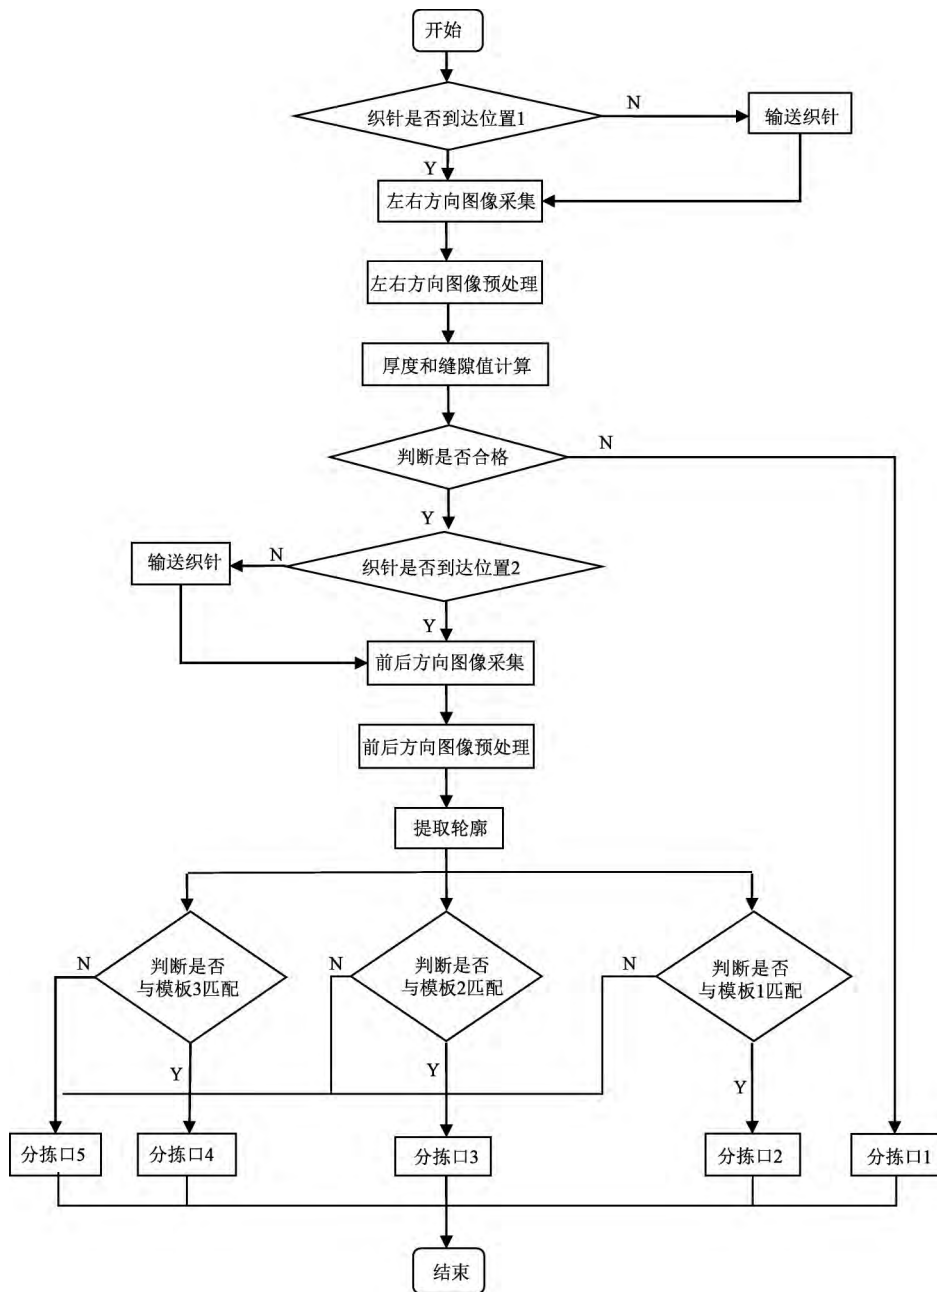 开始
织针是否到达位置1
N
输送织针
Y
左右方向图像采集
左右方向图像预处理
厚度和缝隙值计算
判断是否合格
N
Y
输送织针
N
织针是否到达位置2
Y
前后方向图像采集
前后方向图像预处理
提取轮廓
N
判断是否
与模板3匹配
N
判断是否
与模板2匹配
N
判断是否
与模板1匹配
Y
Y
Y
分拣口5
分拣口4
分拣口3
分拣口2
分拣口1
结束